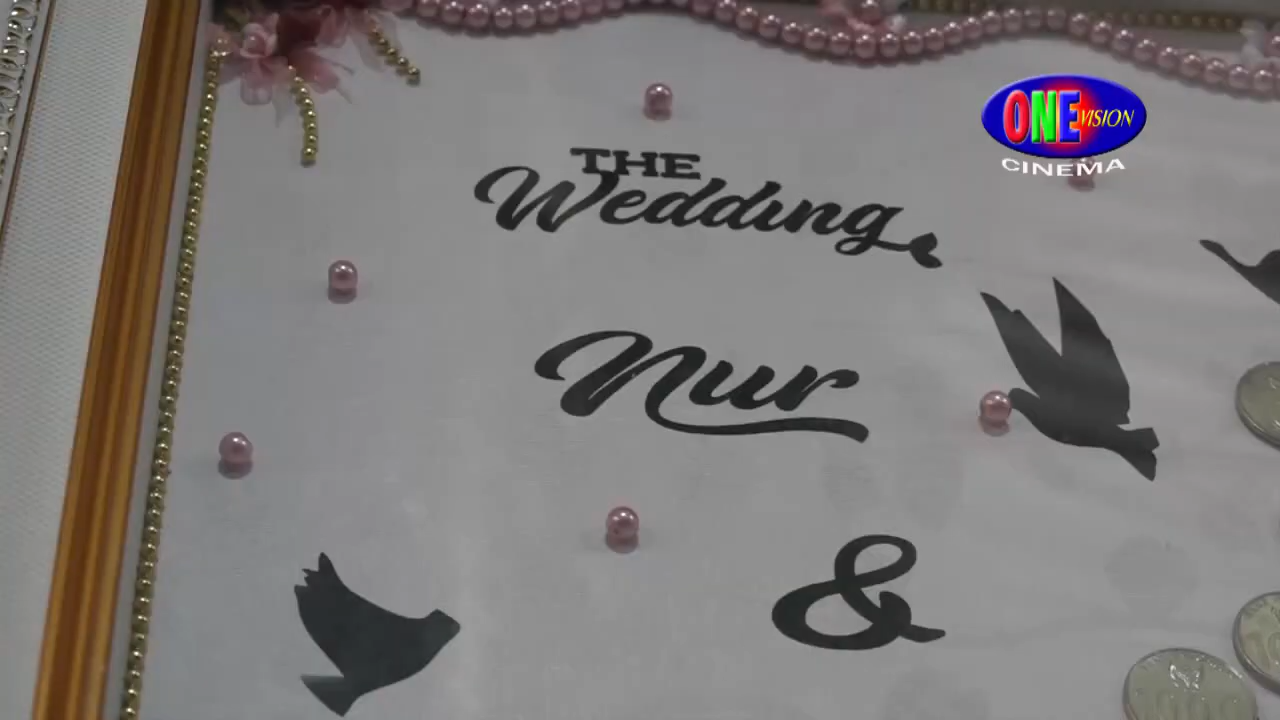 ONE VISION
CINEMA
THE
Wedding
Nur
&